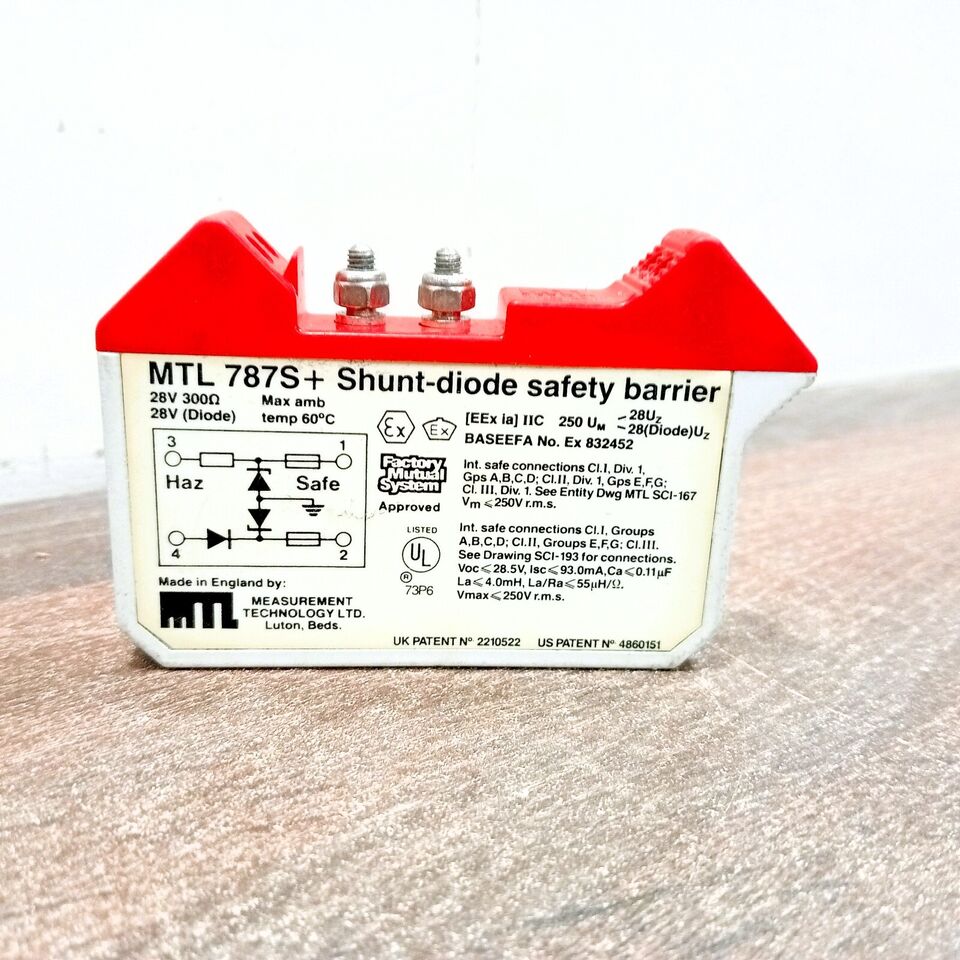 MTL 787S+ Shunt-diode safety barrier
28V 300Ω Max amb
28V (Diode) temp 60°C
Ex Ex
[EEx ia] IIC 250 UM -28Uz
-28(Diode)Uz
BASEEFA No. Ex 832452
3 1
Haz Safe
4 2
Factory
Mutual
System
Approved
Int. safe connections Cl.I, Div. 1,
Gps A,B,C,D; Cl.II, Div. 1, Gps E,F,G;
Cl. III, Div. 1. See Entity Dwg MTL SCI-167
Vm ⩽250V r.m.s.
LISTED
UL
®
73P6
Int. safe connections Cl.I, Groups
A,B,C,D; Cl.II, Groups E,F,G; Cl.III.
See Drawing SCI-193 for connections.
Voc ⩽28.5V, Isc ⩽93.0mA, Ca ⩽0.11μF
La ⩽4.0mH, La/Ra ⩽55μH/Ω.
Vmax ⩽250V r.m.s.
Made in England by:
MTL
MEASUREMENT
TECHNOLOGY LTD.
Luton, Beds.
UK PATENT Nº 2210522 US PATENT Nº 4860151